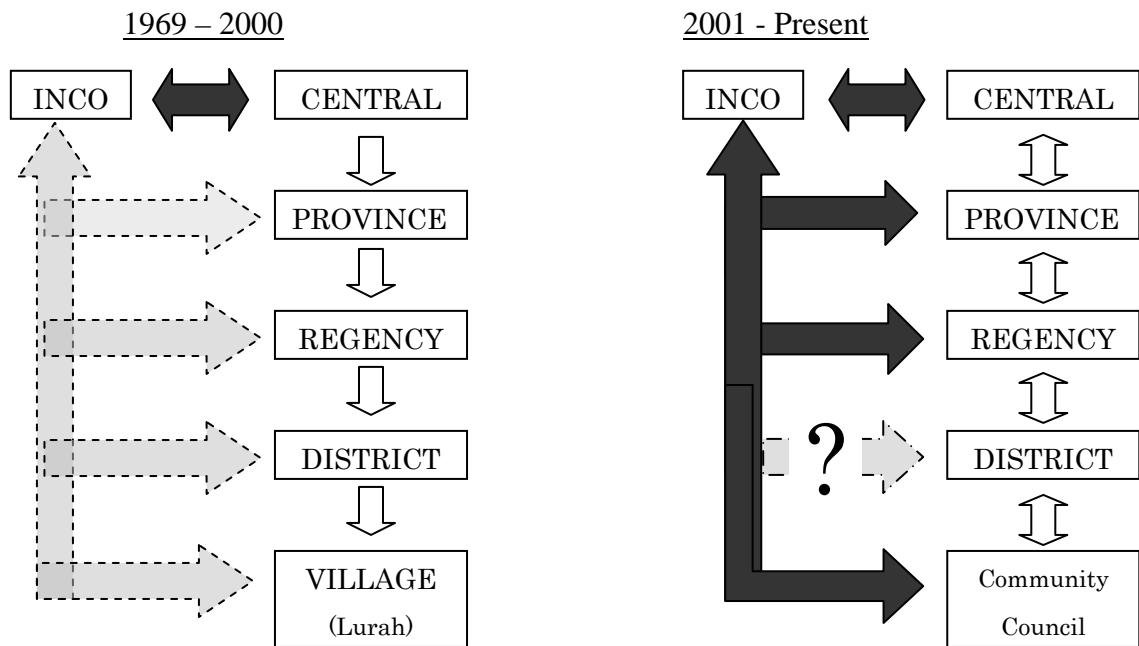 1969 – 2000
INCO
CENTRAL
PROVINCE
REGENCY
DISTRICT
VILLAGE
(Lurah)
2001 - Present
INCO
CENTRAL
PROVINCE
REGENCY
?
DISTRICT
Community
Council